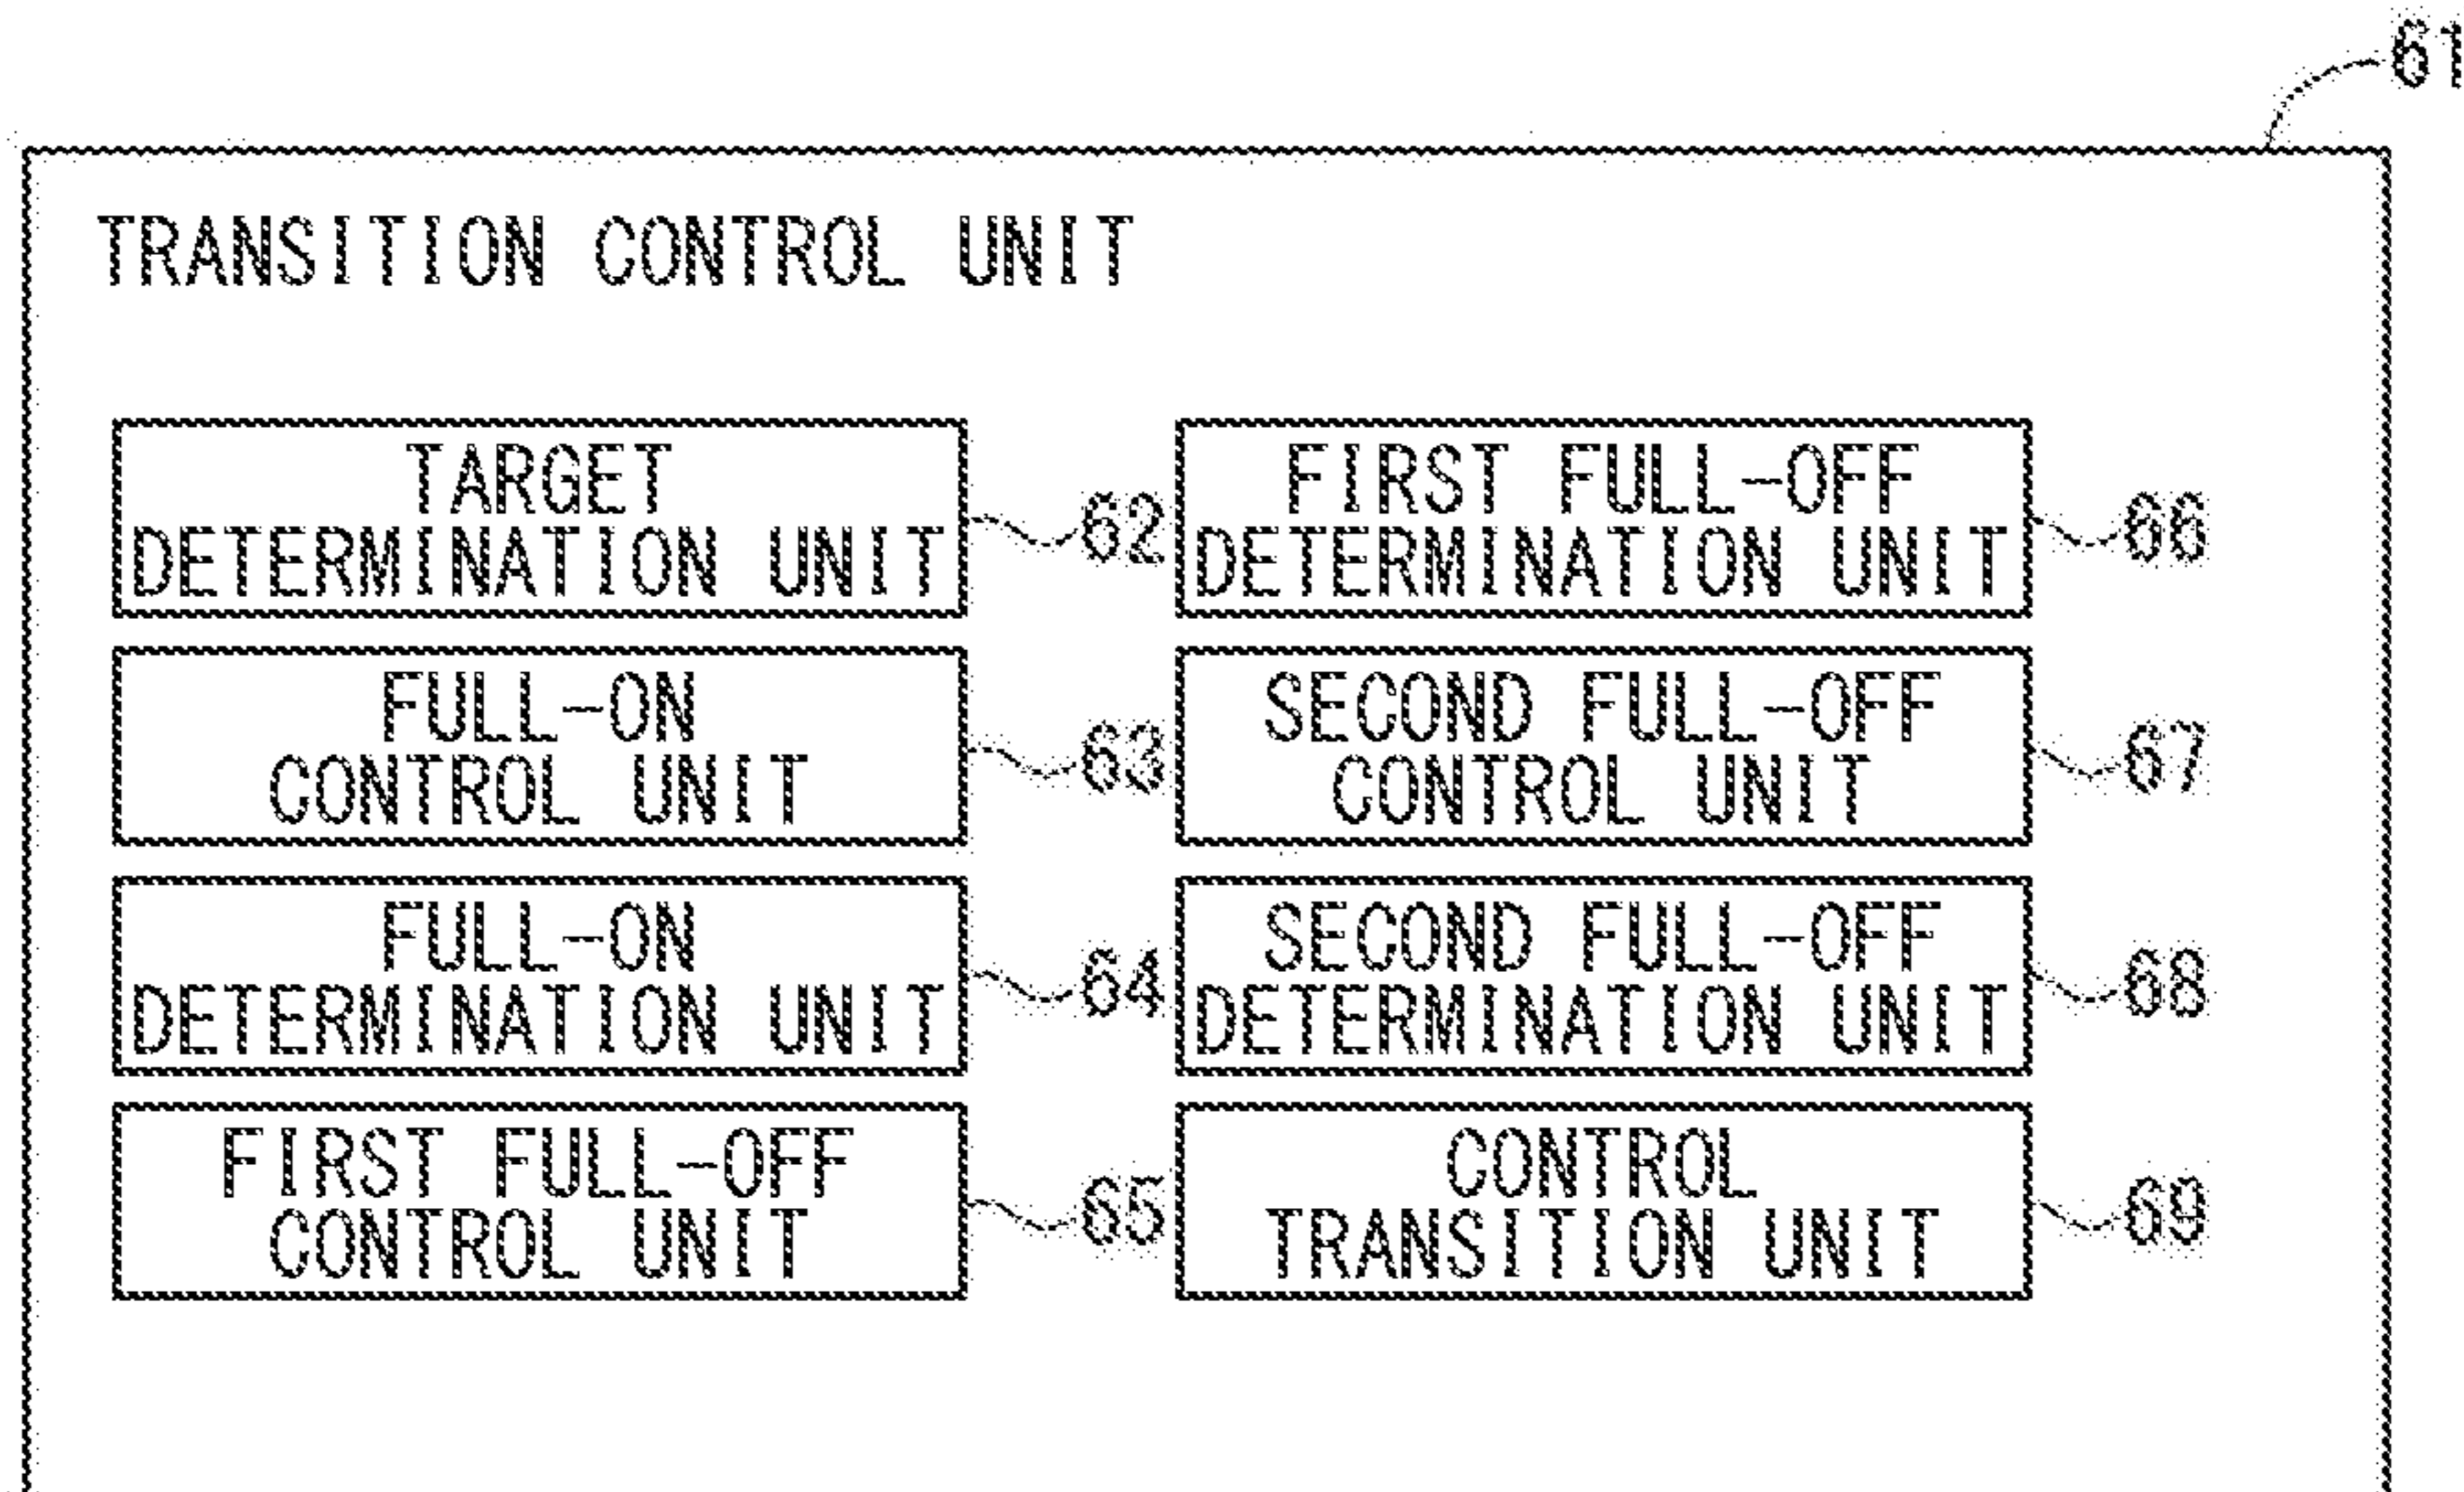 61
TRANSITION CONTROL UNIT
TARGET
DETERMINATION UNIT
62
FULL-ON
CONTROL UNIT
63
FULL-ON
DETERMINATION UNIT
64
FIRST FULL-OFF
CONTROL UNIT
65
FIRST FULL-OFF
DETERMINATION UNIT
66
SECOND FULL-OFF
CONTROL UNIT
67
SECOND FULL-OFF
DETERMINATION UNIT
68
CONTROL
TRANSITION UNIT
69